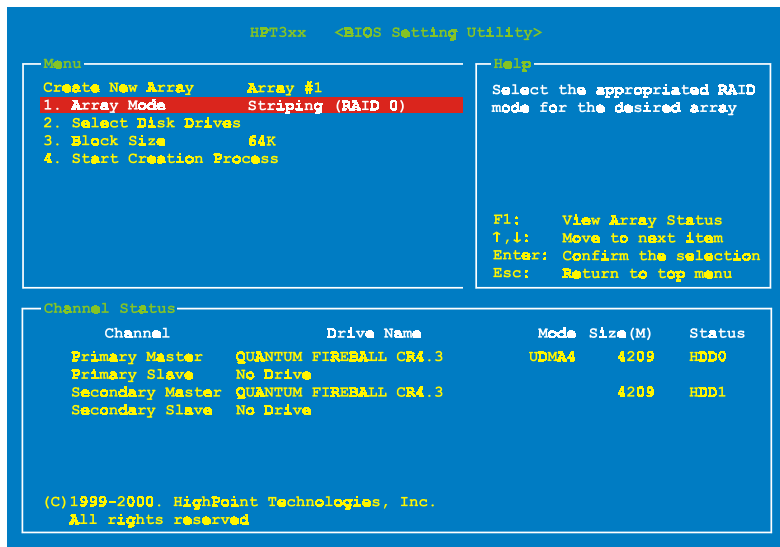 HPT3xx <BIOS Setting Utility>
Menu
Create New Array Array #1
1. Array Mode Striping (RAID 0)
2. Select Disk Drives
3. Block Size 64K
4. Start Creation Process
Help
Select the appropriated RAID
mode for the desired array
F1: View Array Status
↑,↓: Move to next item
Enter: Confirm the selection
Esc: Return to top menu
Channel Status
Channel Drive Name Mode Size(M) Status
Primary Master QUANTUM FIREBALL CR4.3 UDMA4 4209 HDD0
Primary Slave No Drive
Secondary Master QUANTUM FIREBALL CR4.3 4209 HDD1
Secondary Slave No Drive
(C)1999-2000. HighPoint Technologies, Inc.
All rights reserved